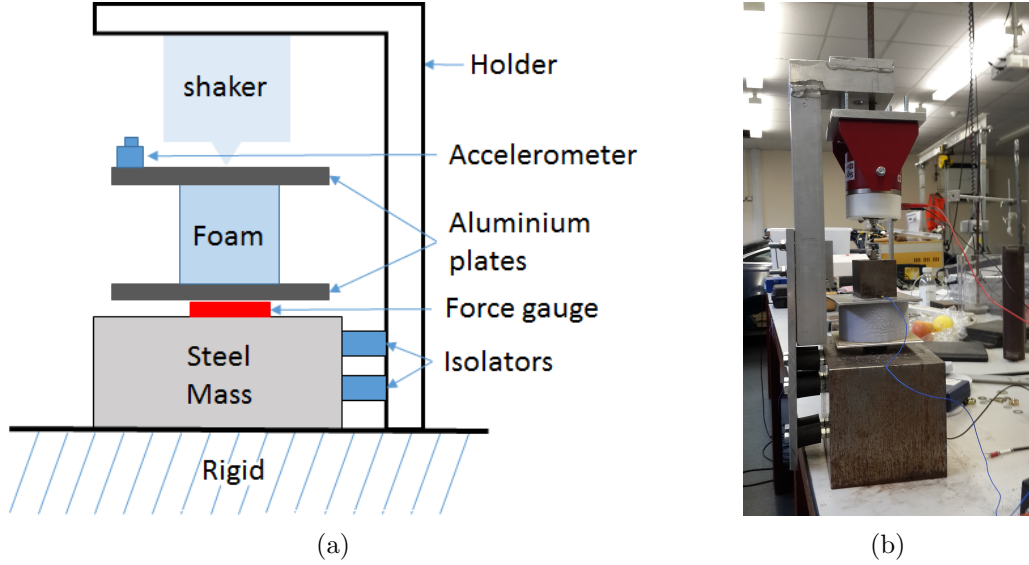 shaker
Holder
Accelerometer
Foam
Aluminium
plates
Force gauge
Steel
Mass
Isolators
Rigid
(a)
(b)